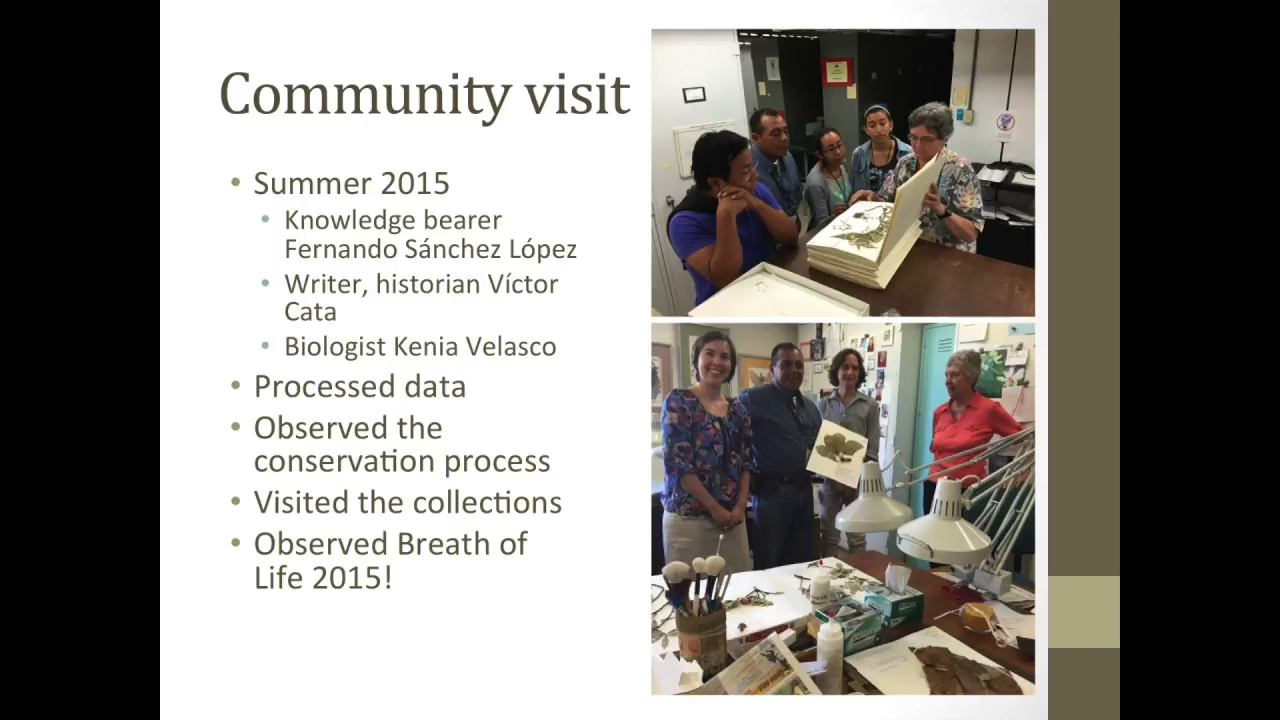 Community visit
• Summer 2015
• Knowledge bearer
Fernando Sánchez López
• Writer, historian Víctor
Cata
• Biologist Kenia Velasco
• Processed data
• Observed the
conservation process
• Visited the collections
• Observed Breath of
Life 2015!